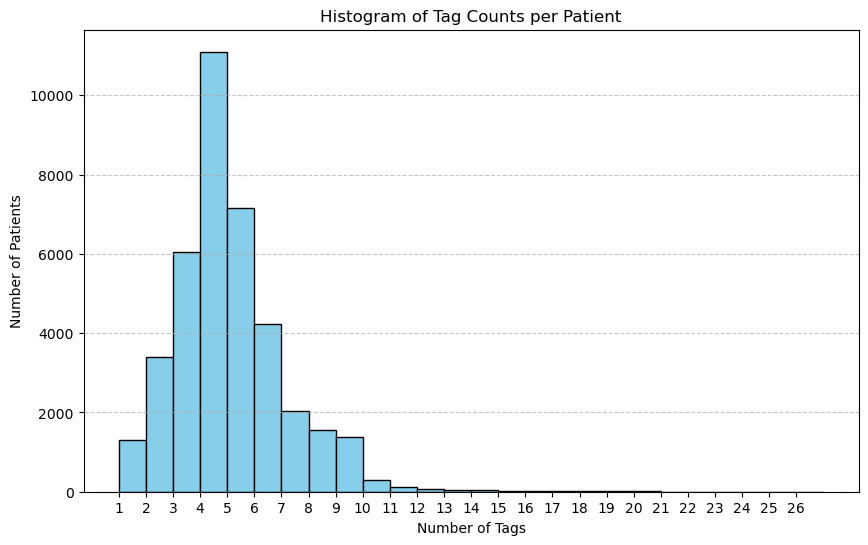 Histogram of Tag Counts per Patient
10000
8000
6000
4000
2000
0
Number of Patients
1 2 3 4 5 6 7 8 9 10 11 12 13 14 15 16 17 18 19 20 21 22 23 24 25 26
Number of Tags